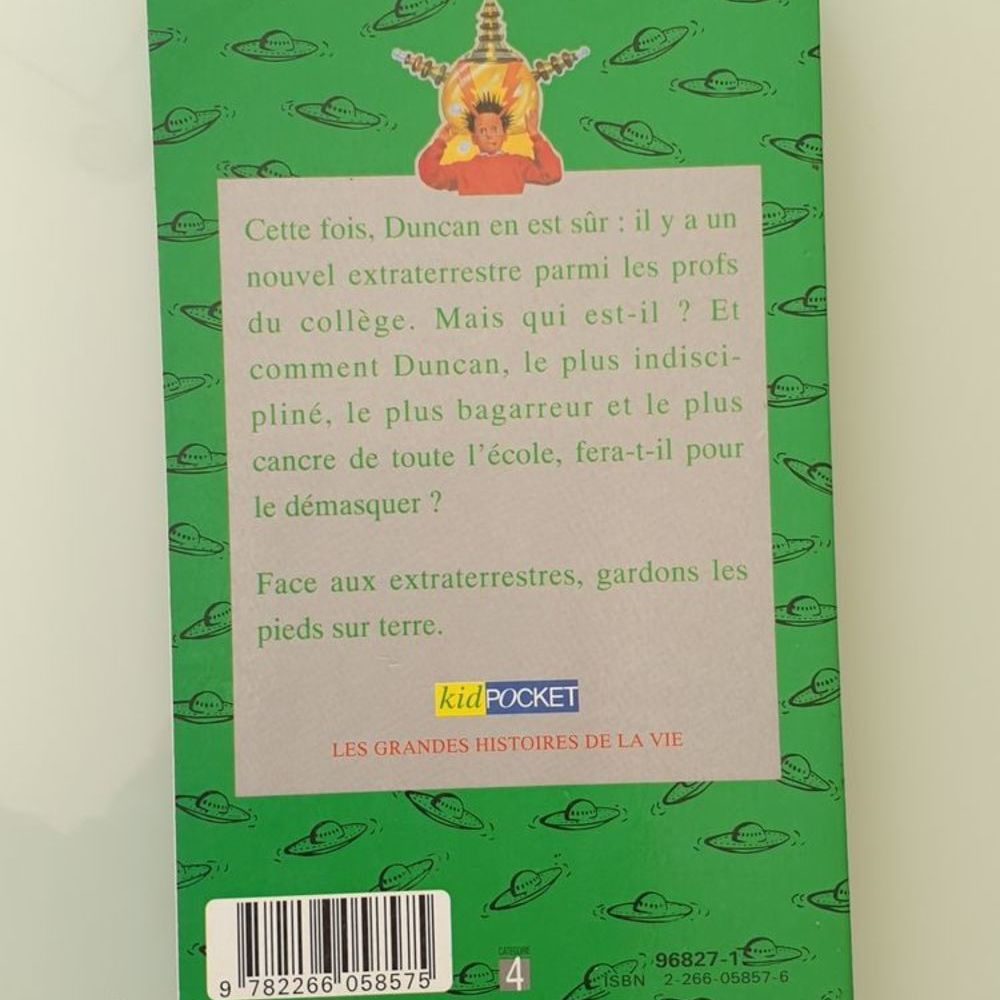 Cette fois, Duncan en est sûr : il y a un
nouvel extraterrestre parmi les profs
du collège. Mais qui est-il ? Et
comment Duncan, le plus indisci-
pliné, le plus bagarreur et le plus
cancre de toute l'école, fera-t-il pour
le démasquer ?
Face aux extraterrestres, gardons les
pieds sur terre.
kid POCKET
LES GRANDES HISTOIRES DE LA VIE
9 782266 058575
CATÉGORIE
4
96827-1
ISBN 2-266-05857-6